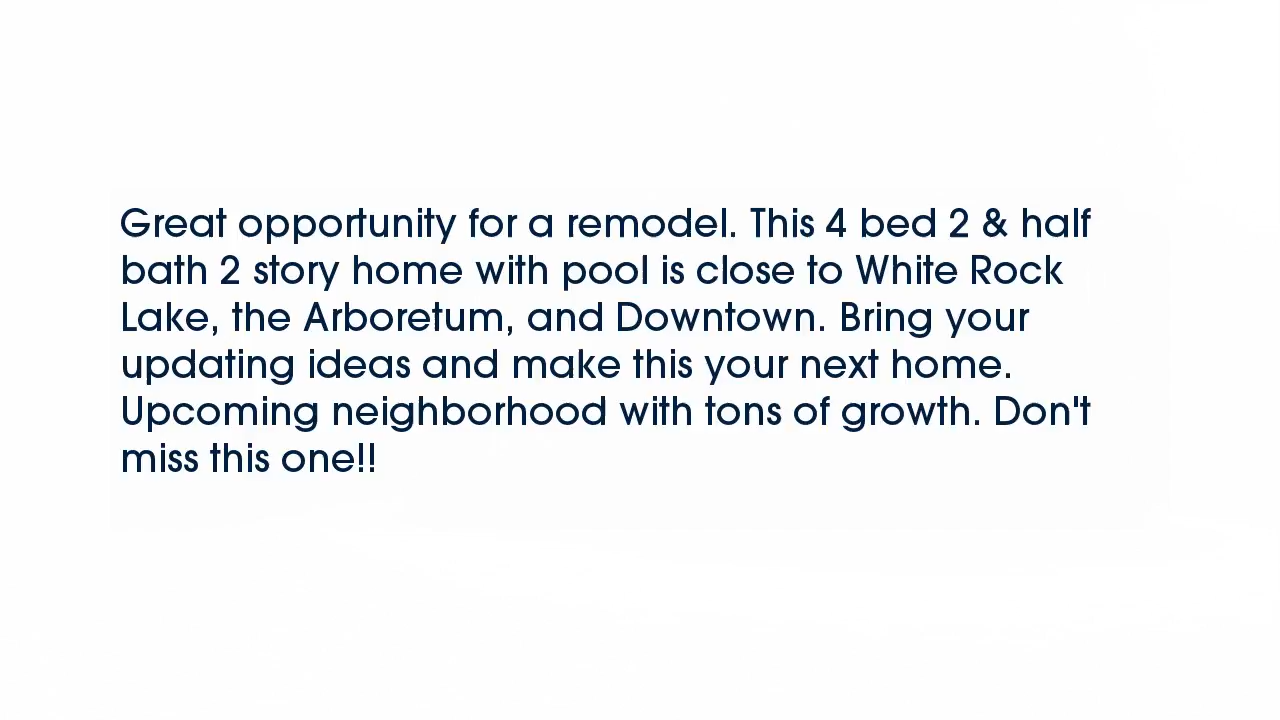 Great opportunity for a remodel. This 4 bed 2 & half
bath 2 story home with pool is close to White Rock
Lake, the Arboretum, and Downtown. Bring your
updating ideas and make this your next home.
Upcoming neighborhood with tons of growth. Don't
miss this one!!